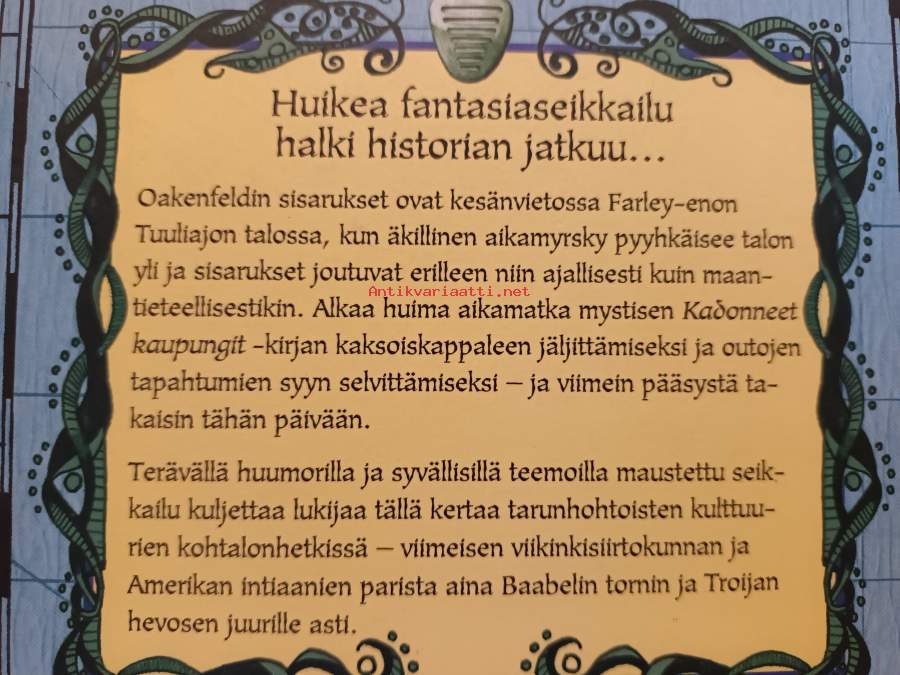 Huikea fantasiaseikkailu
halki historian jatkuu...
Oakenfeldin sisarukset ovat kesänvietossa Farley-enon
Tuuliajon talossa, kun äkillinen aikamyrsky pyyhkäisee talon
yli ja sisarukset joutuvat erilleen niin ajallisesti kuin maan-
Antikvariaatti.net
tieteellisestikin. Alkaa huima aikamatka mystisen Kadonneet
kaupungit -kirjan kaksoiskappaleen jäljittämiseksi ja outojen
tapahtumien syyn selvittämiseksi – ja viimein pääsystä ta-
kaisin tähän päivään.
Terävällä huumorilla ja syvällisillä teemoilla maustettu seik-
kailu kuljettaa lukijaa tällä kertaa tarunhohtoisten kulttuu-
rien kohtalonhetkissä – viimeisen viikinkisiirtokunnan ja
Amerikan intiaanien parista aina Baabelin tornin ja Troijan
hevosen juurille asti.